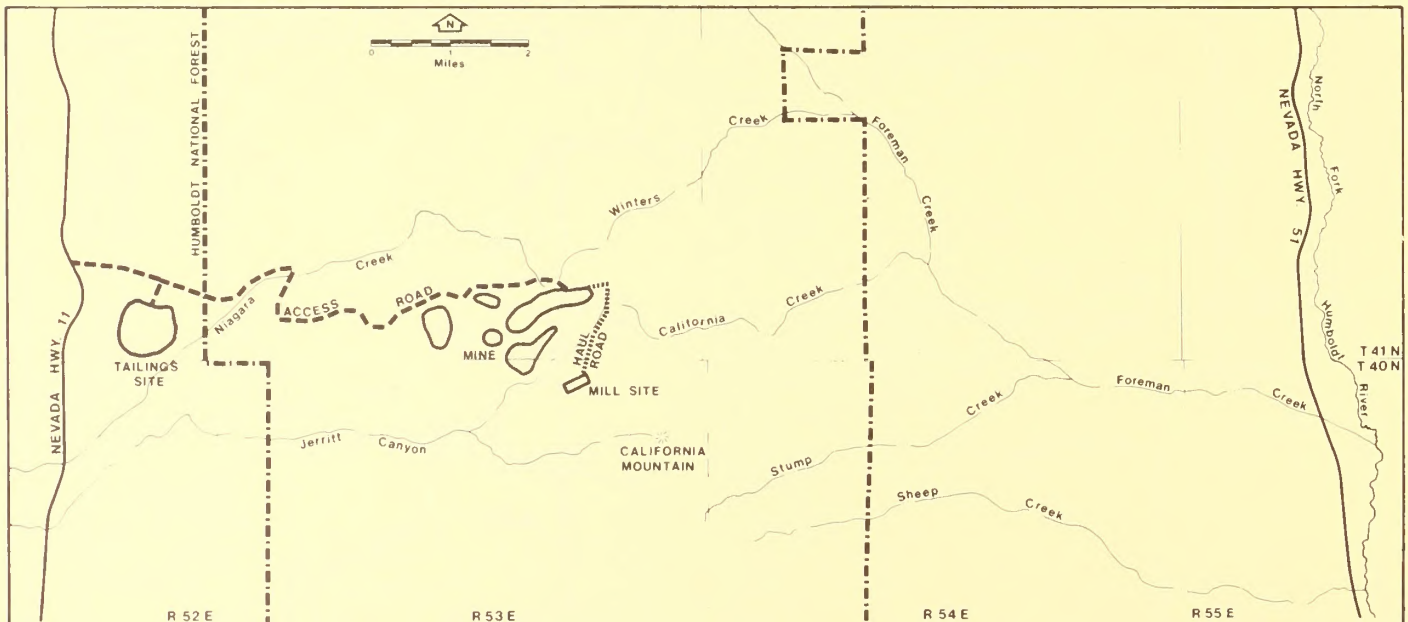 N
0 1 2
Miles
HUMBOLDT NATIONAL FOREST
NEVADA HWY 11
NEVADA HWY. 51
North Fork Humboldt River
Creek
Foreman
Creek
Winters
Creek
Niagara
ACCESS ROAD
Creek
California
HAUL ROAD
MINE
TAILINGS
SITE
MILL SITE
T 41 N
T 40 N
Foreman
Creek
Creek
Jerritt Canyon
CALIFORNIA
MOUNTAIN
Stump
Sheep
Creek
R 52 E R 53 E R 54 E R 55 E